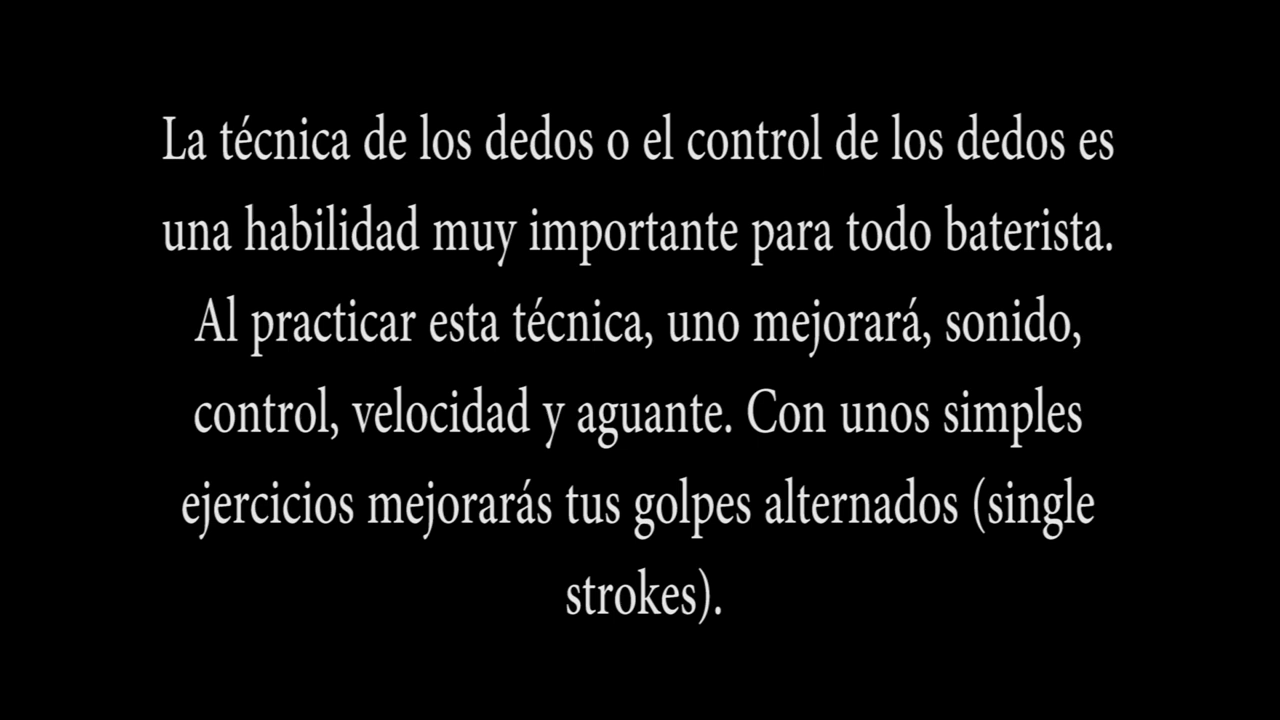 La técnica de los dedos o el control de los dedos es
una habilidad muy importante para todo baterista.
Al practicar esta técnica, uno mejorará, sonido,
control, velocidad y aguante. Con unos simples
ejercicios mejorarás tus golpes alternados (single
strokes).